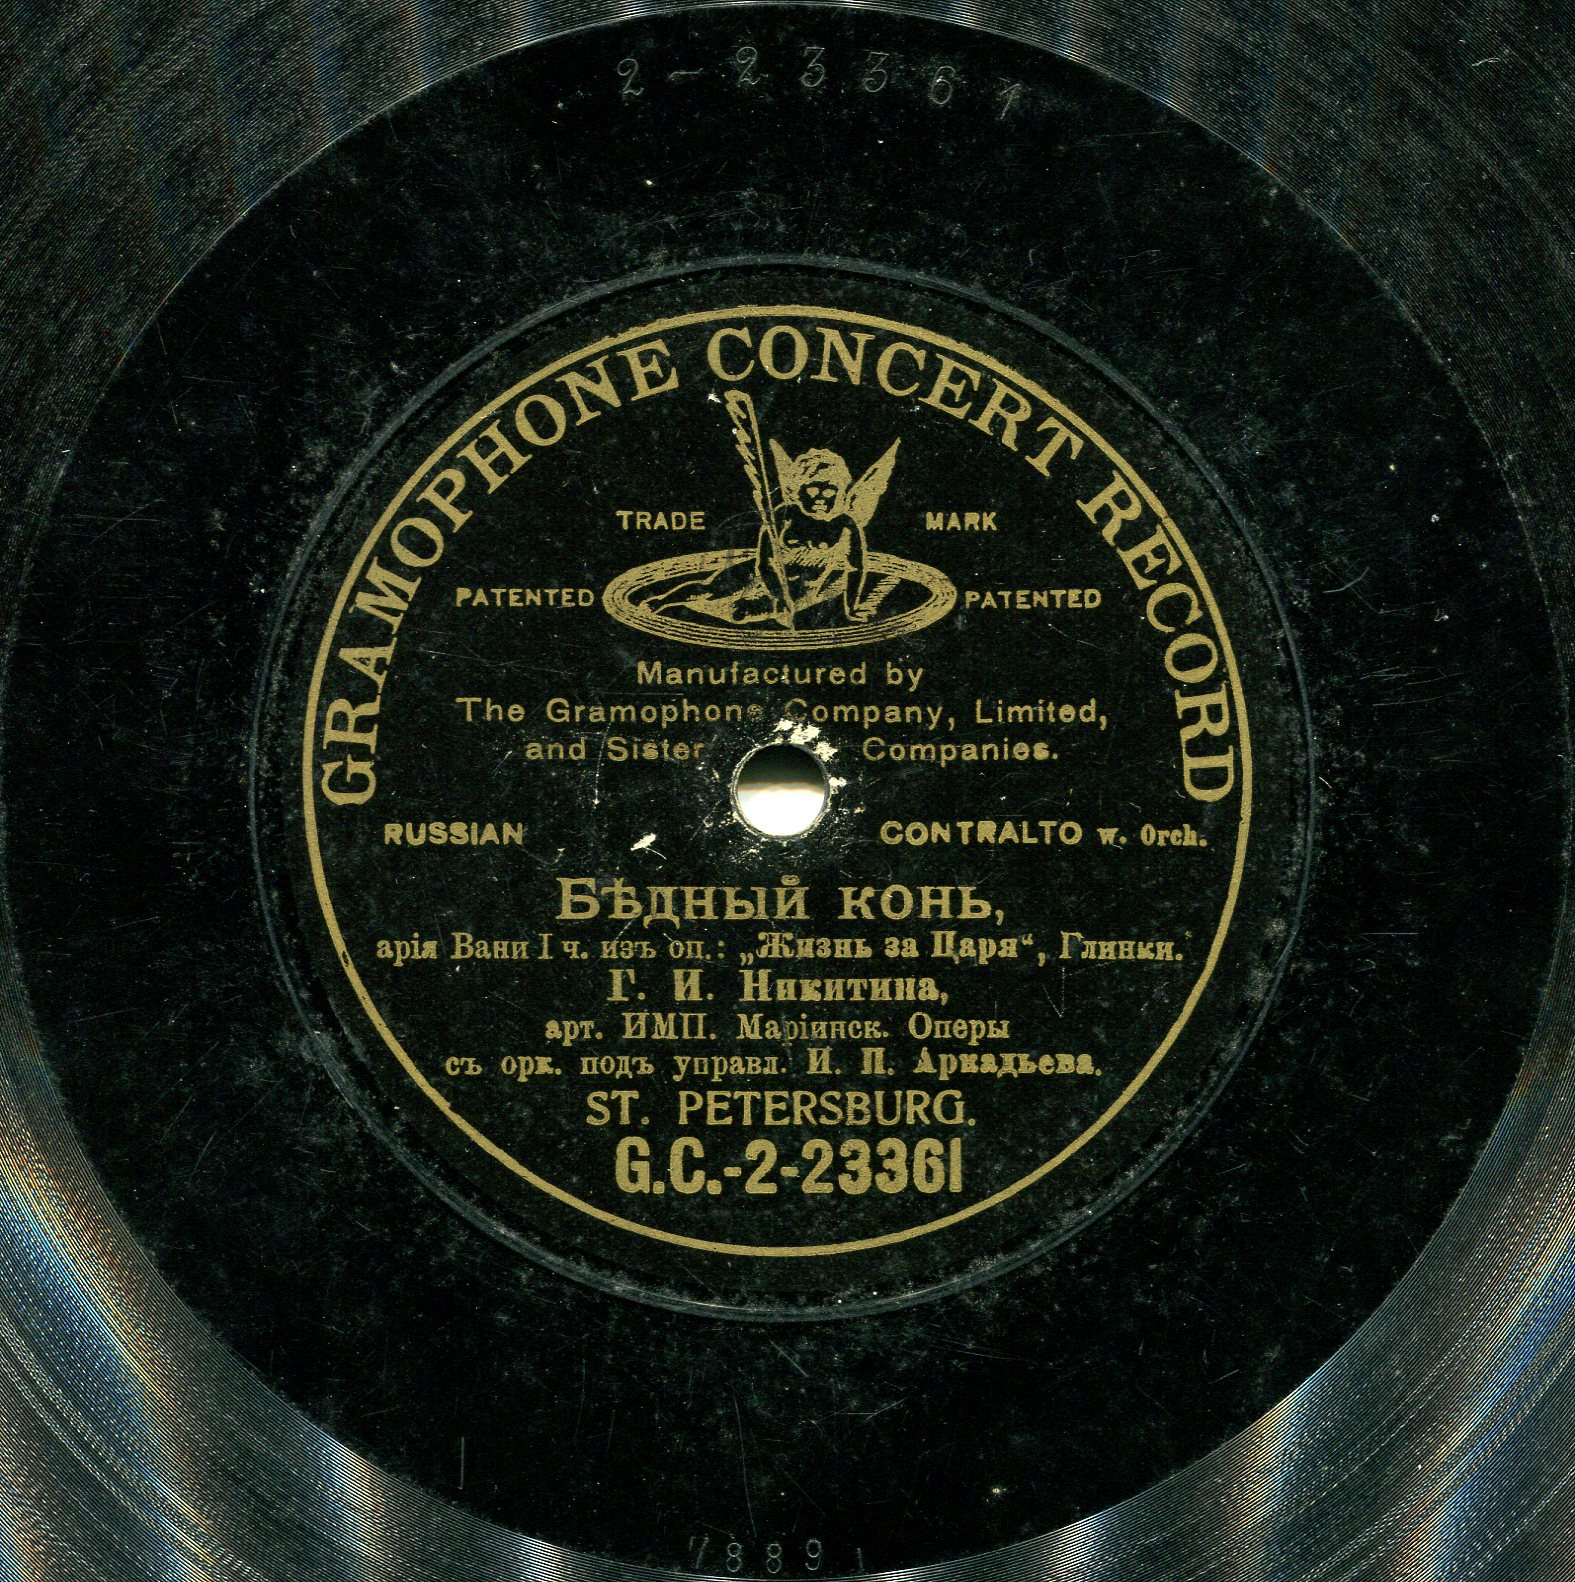 2-23361
GRAMOPHONE CONCERT RECORD
TRADE MARK
PATENTED PATENTED
Manufactured by
The Gramophone Company, Limited,
and Sister Companies.
RUSSIAN CONTRALTO w. Orch.
Бѣдный конь,
арія Вани I ч. изъ оп.: „Жизнь за Царя“, Глинки.
Г. И. Никитина,
арт. ИМП. Маріинск. Оперы
съ орк. подъ управл. И. П. Аркадьева.
ST. PETERSBURG.
G.C.-2-23361
7889 ı